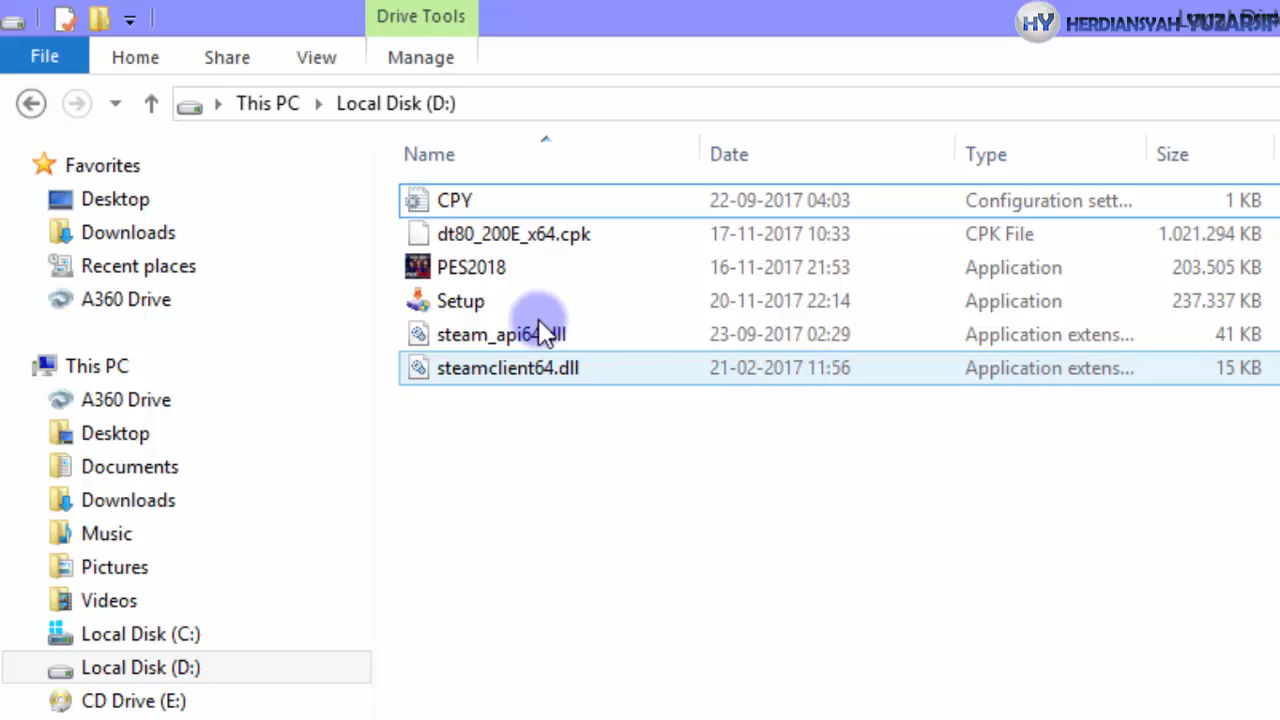 Drive Tools
HY HERDIANSYAH-YUZARSIF
File Home Share View Manage
This PC Local Disk (D:)
Name Date Type Size
Favorites
Desktop
Downloads
Recent places
A360 Drive
This PC
A360 Drive
Desktop
Documents
Downloads
Music
Pictures
Videos
Local Disk (C:)
Local Disk (D:)
CD Drive (E:)
CPY 22-09-2017 04:03 Configuration sett... 1 KB
dt80_200E_x64.cpk 17-11-2017 10:33 CPK File 1.021.294 KB
PES2018 16-11-2017 21:53 Application 203.505 KB
Setup 20-11-2017 22:14 Application 237.337 KB
steam_api64.dll 23-09-2017 02:29 Application extens... 41 KB
steamclient64.dll 21-02-2017 11:56 Application extens... 15 KB